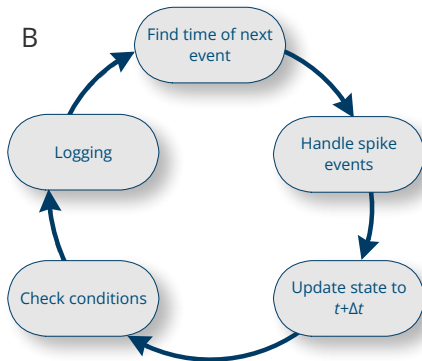 B
Find time of next
event
Handle spike
events
Update state to
t+Δt
Check conditions
Logging